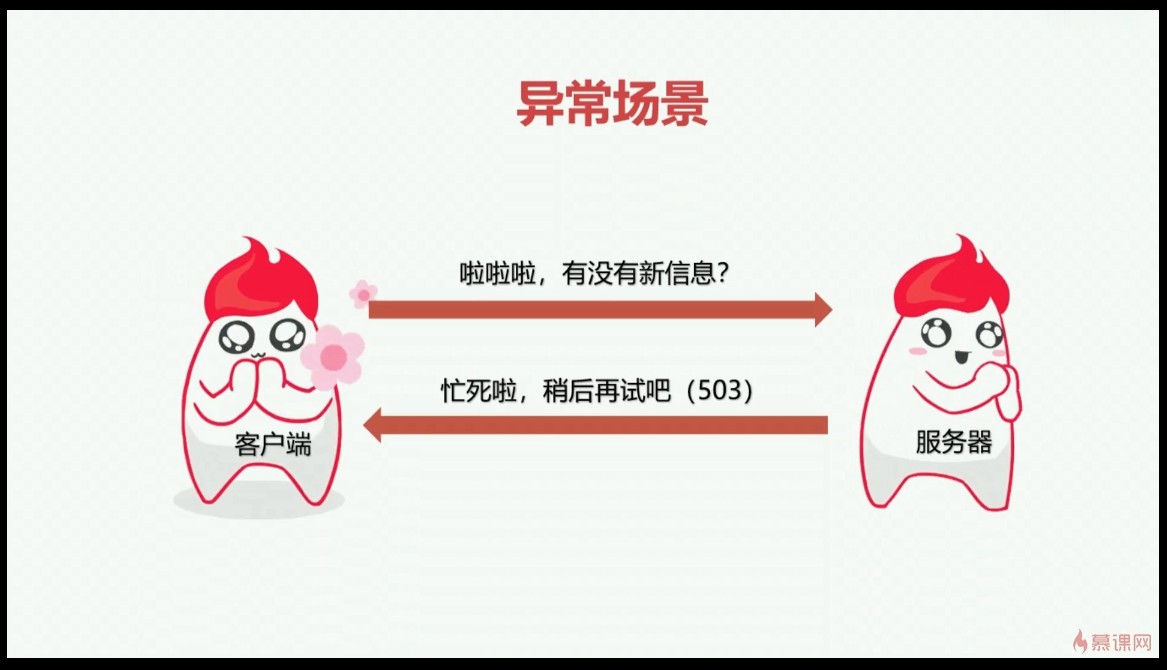 异常场景
啦啦啦，有没有新信息？
忙死啦，稍后再试吧（503）
客户端
服务器
慕课网